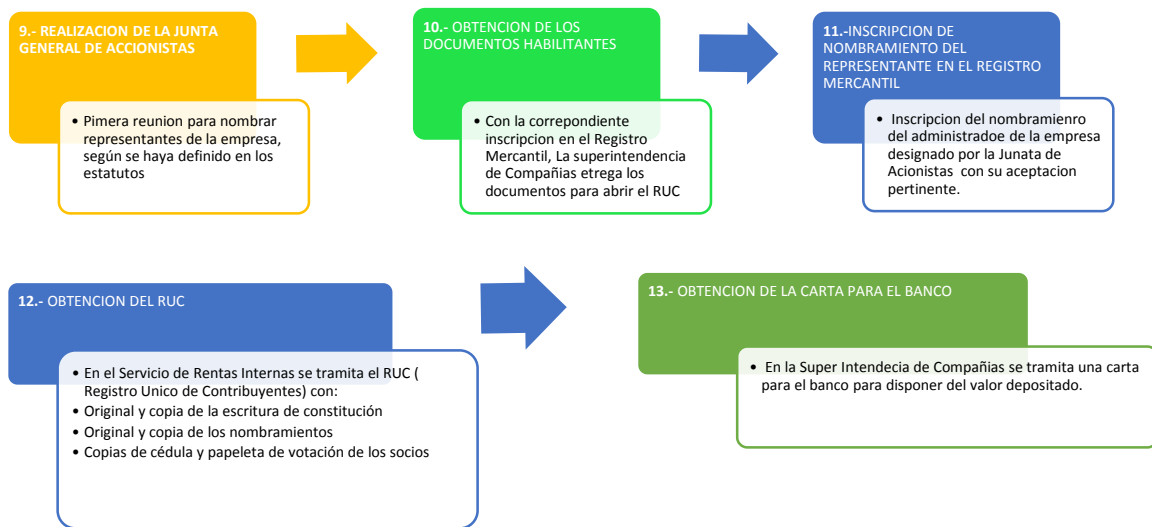 9.- REALIZACION DE LA JUNTA
GENERAL DE ACCIONISTAS
• Pimera reunion para nombrar
representantes de la empresa,
según se haya definido en los
estatutos
10.- OBTENCION DE LOS
DOCUMENTOS HABILITANTES
• Con la correpondiente
inscripcion en el Registro
Mercantil, La superintendencia
de Compañias etrega los
documentos para abrir el RUC
11.-INSCRIPCION DE
NOMBRAMIENTO DEL
REPRESENTANTE EN EL REGISTRO
MERCANTIL
• Inscripcion del nombramienro
del administradoe de la empresa
designado por la Junata de
Acionistas con su aceptacion
pertinente.
12.- OBTENCION DEL RUC
• En el Servicio de Rentas Internas se tramita el RUC (
Registro Unico de Contribuyentes) con:
• Original y copia de la escritura de constitución
• Original y copia de los nombramientos
• Copias de cédula y papeleta de votación de los socios
13.- OBTENCION DE LA CARTA PARA EL BANCO
• En la Super Intendecia de Compañias se tramita una carta
para el banco para disponer del valor depositado.